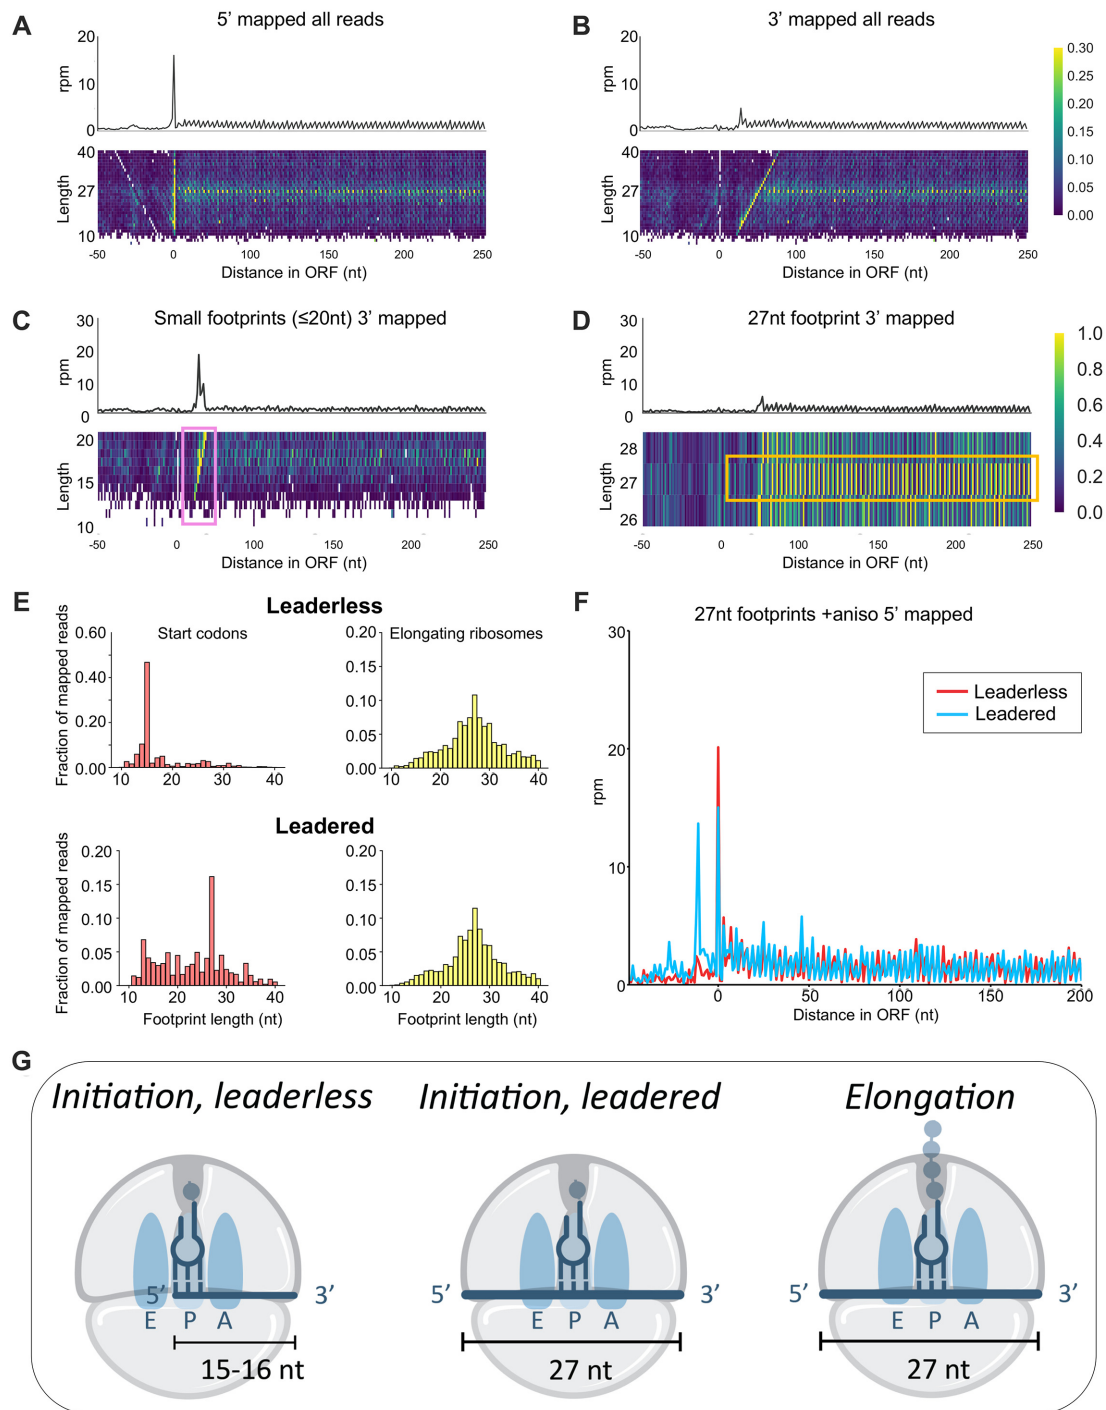 A
5’ mapped all reads
20
10
0
rpm
40
27
10
Length
-50
0
100
150
200
250
Distance in ORF (nt)
B
3’ mapped all reads
20
10
0
rpm
40
27
10
Length
-50
0
100
150
200
250
Distance in ORF (nt)
0.30
0.25
0.20
0.15
0.10
0.05
0.00
C
Small footprints (≤20nt) 3’ mapped
30
20
10
0
rpm
20
15
10
Length
-50
0
100
150
200
250
Distance in ORF (nt)
D
27nt footprint 3’ mapped
30
20
10
0
rpm
28
27
26
Length
-50
0
100
150
200
250
Distance in ORF (nt)
1.0
0.8
0.6
0.4
0.2
0.0
E
Leaderless
Start codons
Fraction of mapped reads
0.60
0.40
0.20
0.00
10
20
30
40
Elongating ribosomes
0.20
0.15
0.10
0.05
0.00
10
20
30
40
Leadered
Fraction of mapped reads
0.20
0.15
0.10
0.05
0.00
10
20
30
40
Footprint length (nt)
0.20
0.15
0.10
0.05
0.00
10
20
30
40
Footprint length (nt)
F
27nt footprints +aniso 5’ mapped
30
20
10
0
rpm
Leaderless
Leadered
0
50
100
150
200
Distance in ORF (nt)
G
Initiation, leaderless
5’
3’
E P A
15-16 nt
Initiation, leadered
5’
3’
E P A
27 nt
Elongation
5’
3’
E P A
27 nt